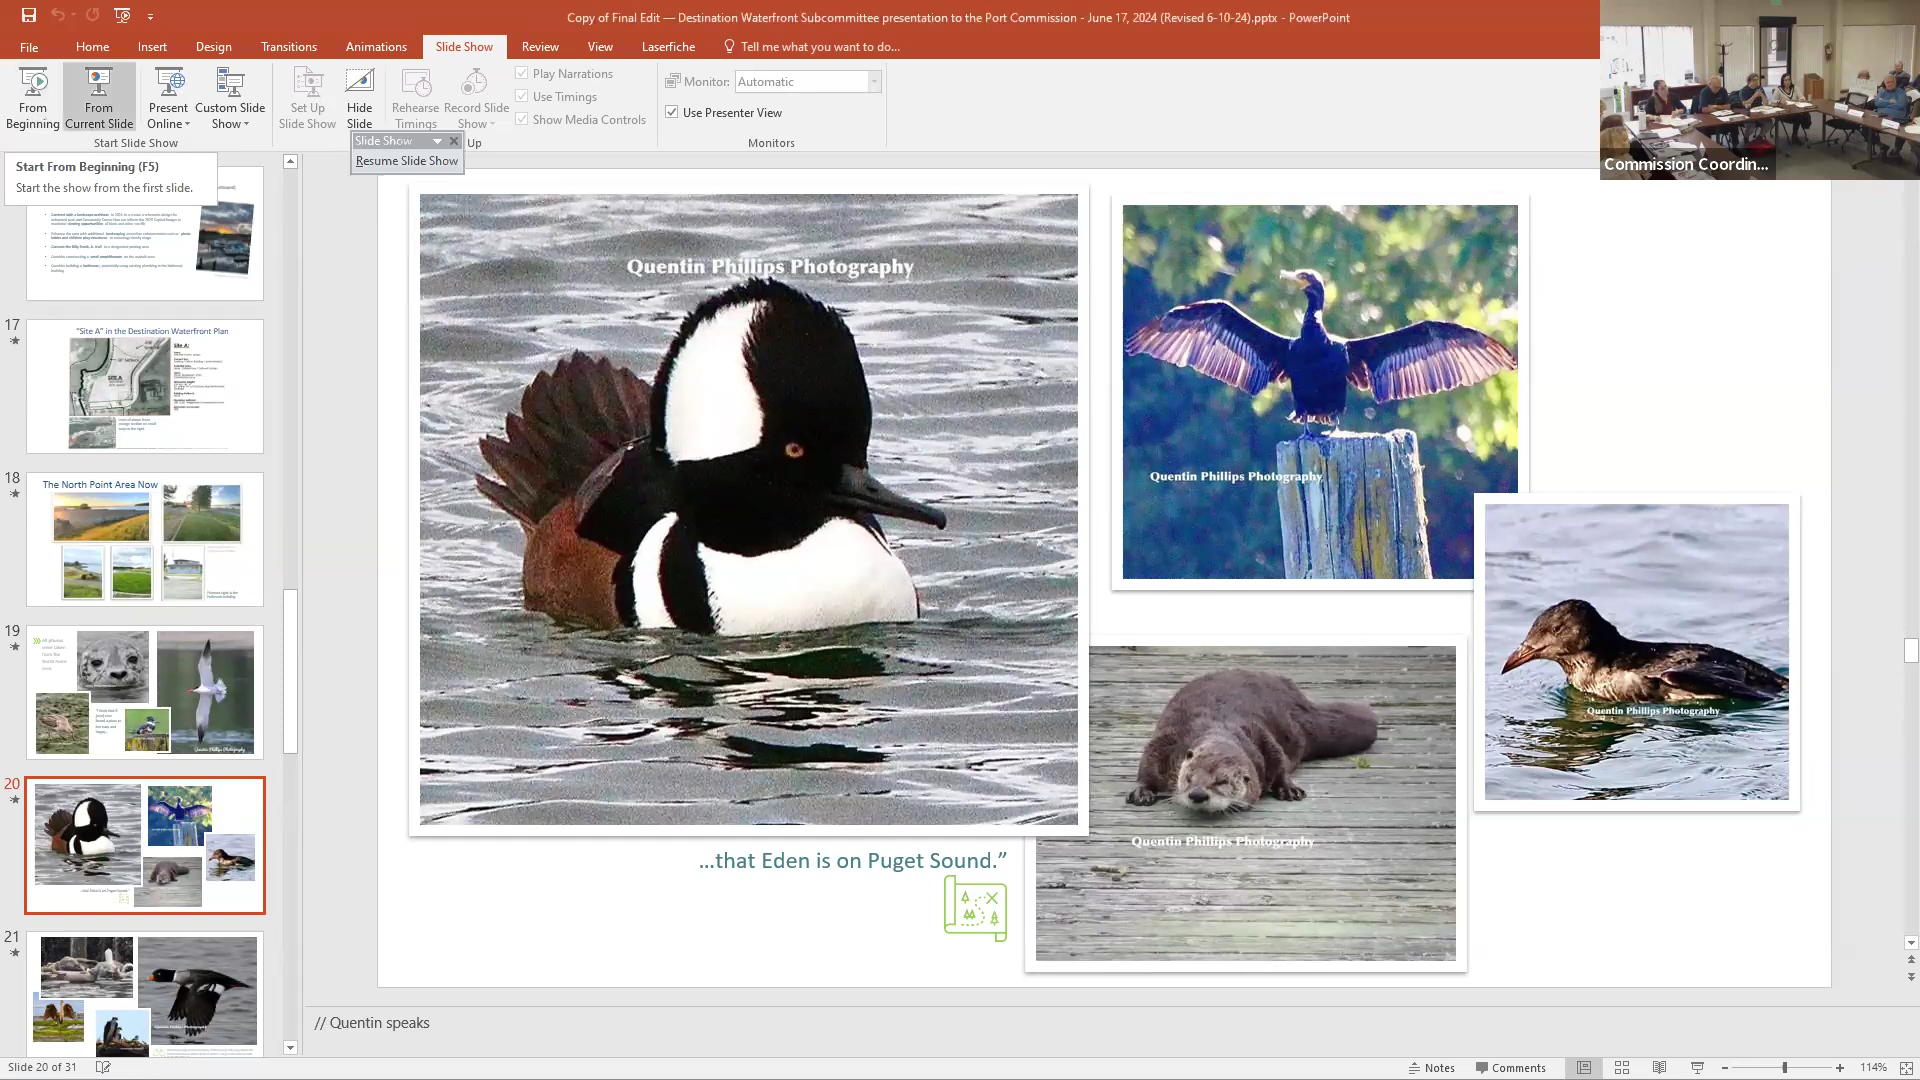 Copy of Final Edit — Destination Waterfront Subcommittee presentation to the Port Commission - June 17, 2024 (Revised 6-10-24).pptx - PowerPoint
File
Home
Insert
Design
Transitions
Animations
Slide Show
Review
View
Laserfiche
Tell me what you want to do...
From Beginning
From Current Slide
Present Online
Custom Slide Show
Set Up Slide Show
Hide Slide
Rehearse Timings
Record Slide Show
Play Narrations
Use Timings
Show Media Controls
Monitor:
Automatic
Use Presenter View
Start Slide Show
Up
Monitors
Slide Show
Resume Slide Show
Start From Beginning (F5)
Start the show from the first slide.
Commission Coordin...
17
"Site A" in the Destination Waterfront Plan
18
The North Point Area Now
19
Quentin Phillips Photography
20
21
Quentin Phillips Photography
Quentin Phillips Photography
Quentin Phillips Photography
Quentin Phillips Photography
...that Eden is on Puget Sound.”
// Quentin speaks
Slide 20 of 31
Notes
Comments
114%